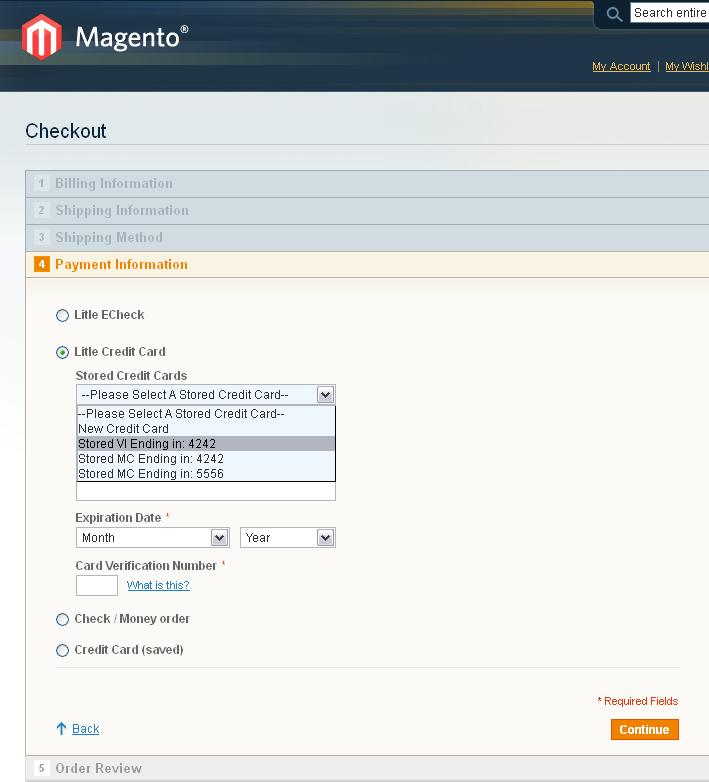 Magento®
Search entire
My Account | My Wishl
Checkout
1 Billing Information
2 Shipping Information
3 Shipping Method
4 Payment Information
Litle ECheck
Litle Credit Card
Stored Credit Cards
--Please Select A Stored Credit Card--
--Please Select A Stored Credit Card--
New Credit Card
Stored VI Ending in: 4242
Stored MC Ending in: 4242
Stored MC Ending in: 5556
Expiration Date *
Month Year
Card Verification Number *
What is this?
Check / Money order
Credit Card (saved)
* Required Fields
Back Continue
5 Order Review